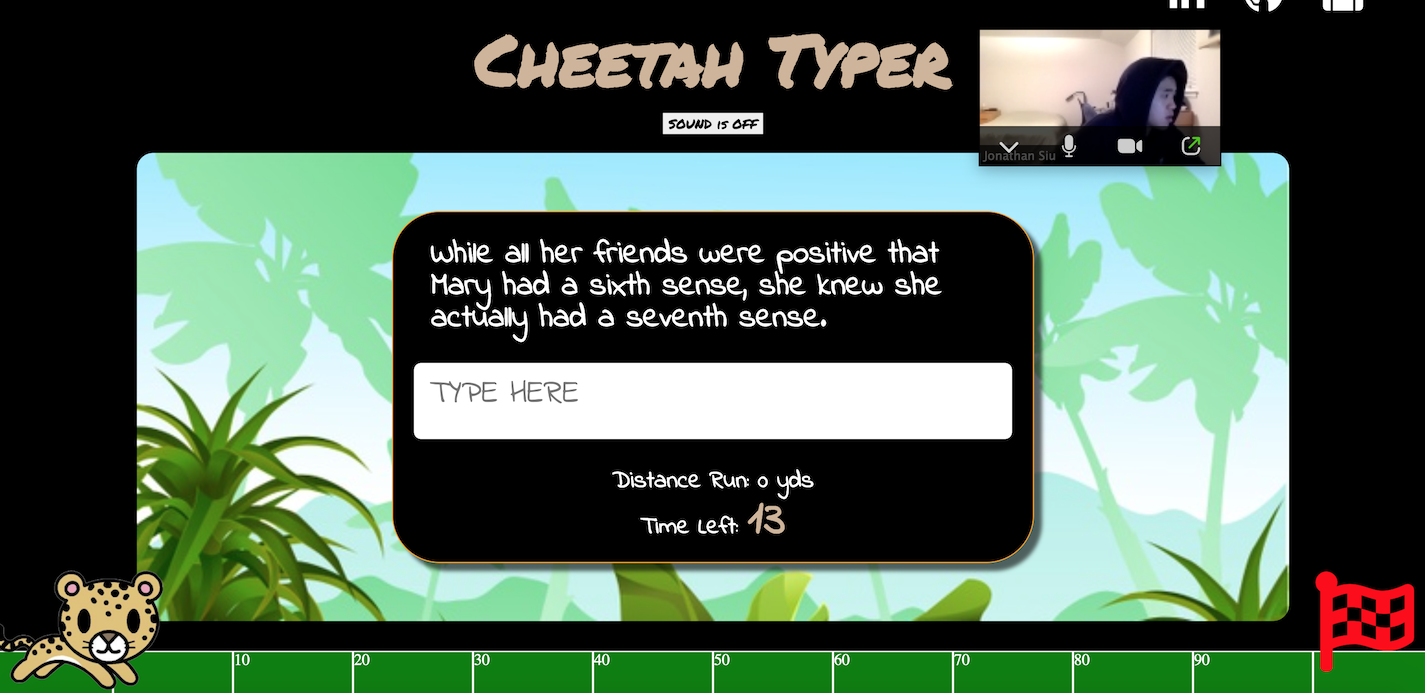 CHEETAH TYPER
SOUND is OFF
Jonathan Siu
While all her friends were positive that
Mary had a sixth sense, she knew she
actually had a seventh sense.
TYPE HERE
Distance Run: 0 yds
Time Left: 13
10 20 30 40 50 60 70 80 90